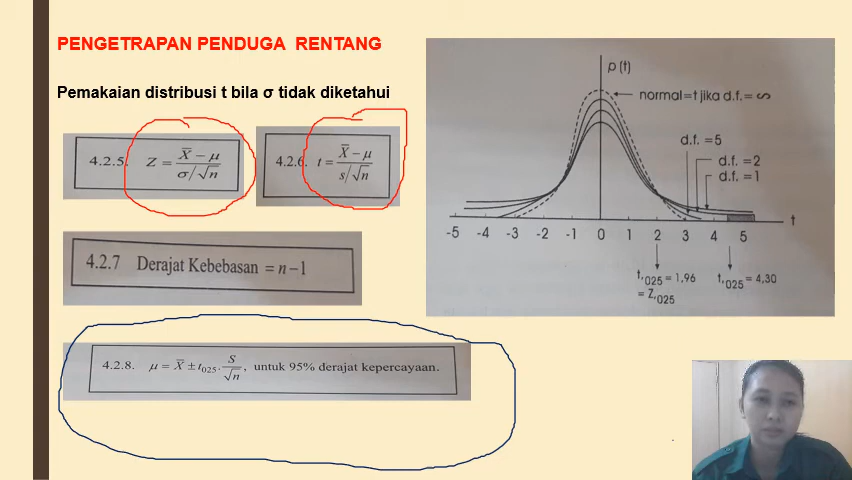 PENGETRAPAN PENDUGA RENTANG
Pemakaian distribusi t bila σ tidak diketahui
4.2.5. Z = X̄ − μ / σ/√n
4.2.6. t = X̄ − μ / s/√n
4.2.7 Derajat Kebebasan = n−1
4.2.8. μ = X̄ ± t₀₂₅. S/√n, untuk 95% derajat kepercayaan.
p (t)
normal = t jika d.f. = ∽
d.f. = 5
d.f. = 2
d.f. = 1
t
-5 -4 -3 -2 -1 0 1 2 3 4 5
t,₀₂₅ = 1,96
= Z,₀₂₅
t,₀₂₅ = 4,30